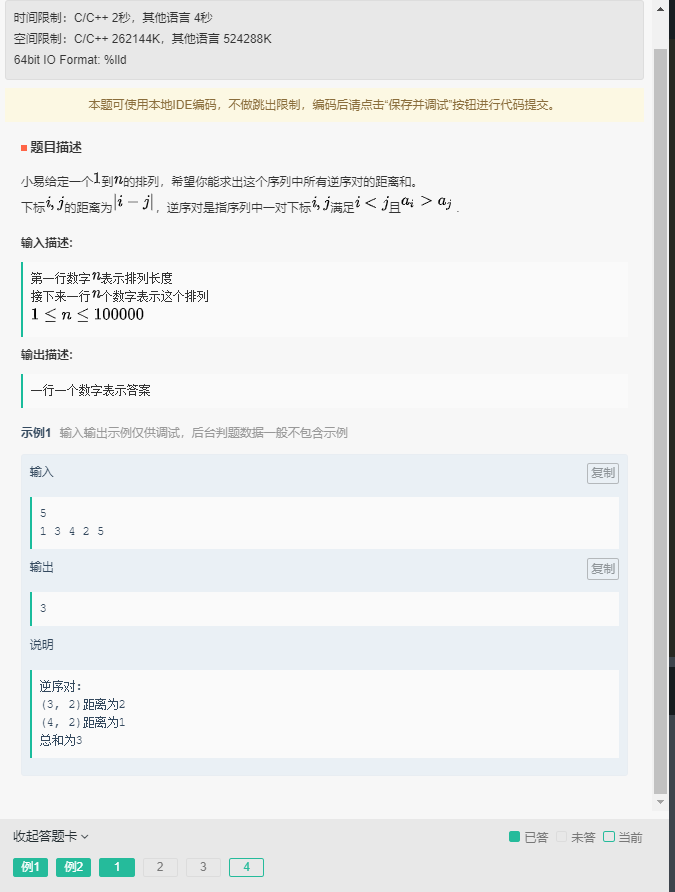 时间限制：C/C++ 2秒，其他语言 4秒
空间限制：C/C++ 262144K，其他语言 524288K
64bit IO Format: %lld
本题可使用本地IDE编码，不做跳出限制，编码后请点击“保存并调试”按钮进行代码提交。
题目描述
小易给定一个1到n的排列，希望你能求出这个序列中所有逆序对的距离和。
下标i,j的距离为|i − j|，逆序对是指序列中一对下标i,j满足i < j且a_i > a_j .
输入描述:
第一行数字n表示排列长度
接下来一行n个数字表示这个排列
1 ≤ n ≤ 100000
输出描述:
一行一个数字表示答案
示例1 输入输出示例仅供调试，后台判题数据一般不包含示例
输入 复制
5
1 3 4 2 5
输出 复制
3
说明
逆序对:
(3, 2)距离为2
(4, 2)距离为1
总和为3
收起答题卡 已答 未答 当前
例1 例2 1 2 3 4